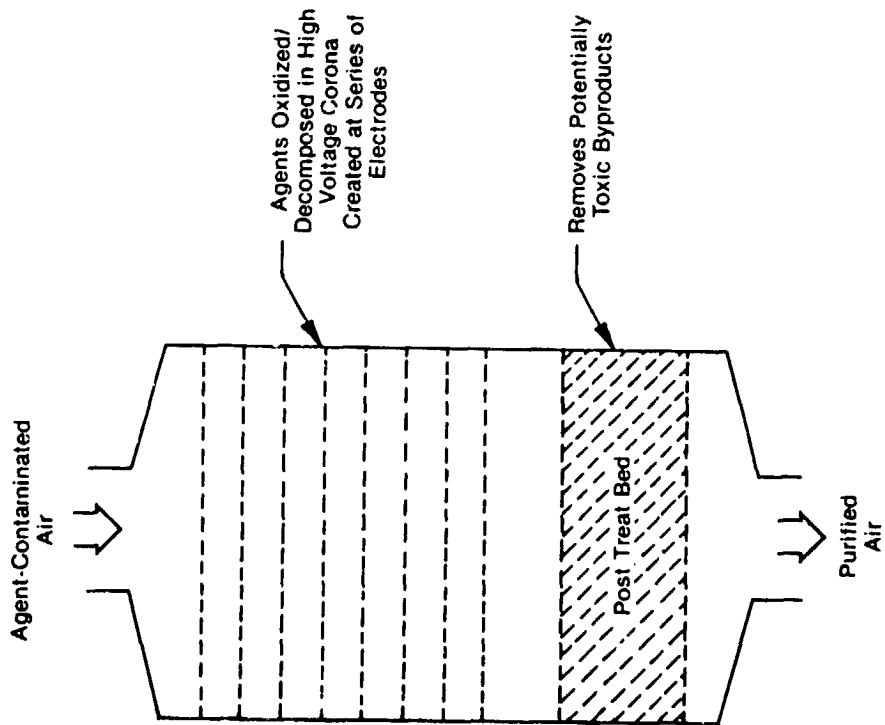 Agent-Contaminated
Air
Agents Oxidized/
Decomposed in High
Voltage Corona
Created at Series of
Electrodes
Removes Potentially
Toxic Byproducts
Post Treat Bed
Purified
Air